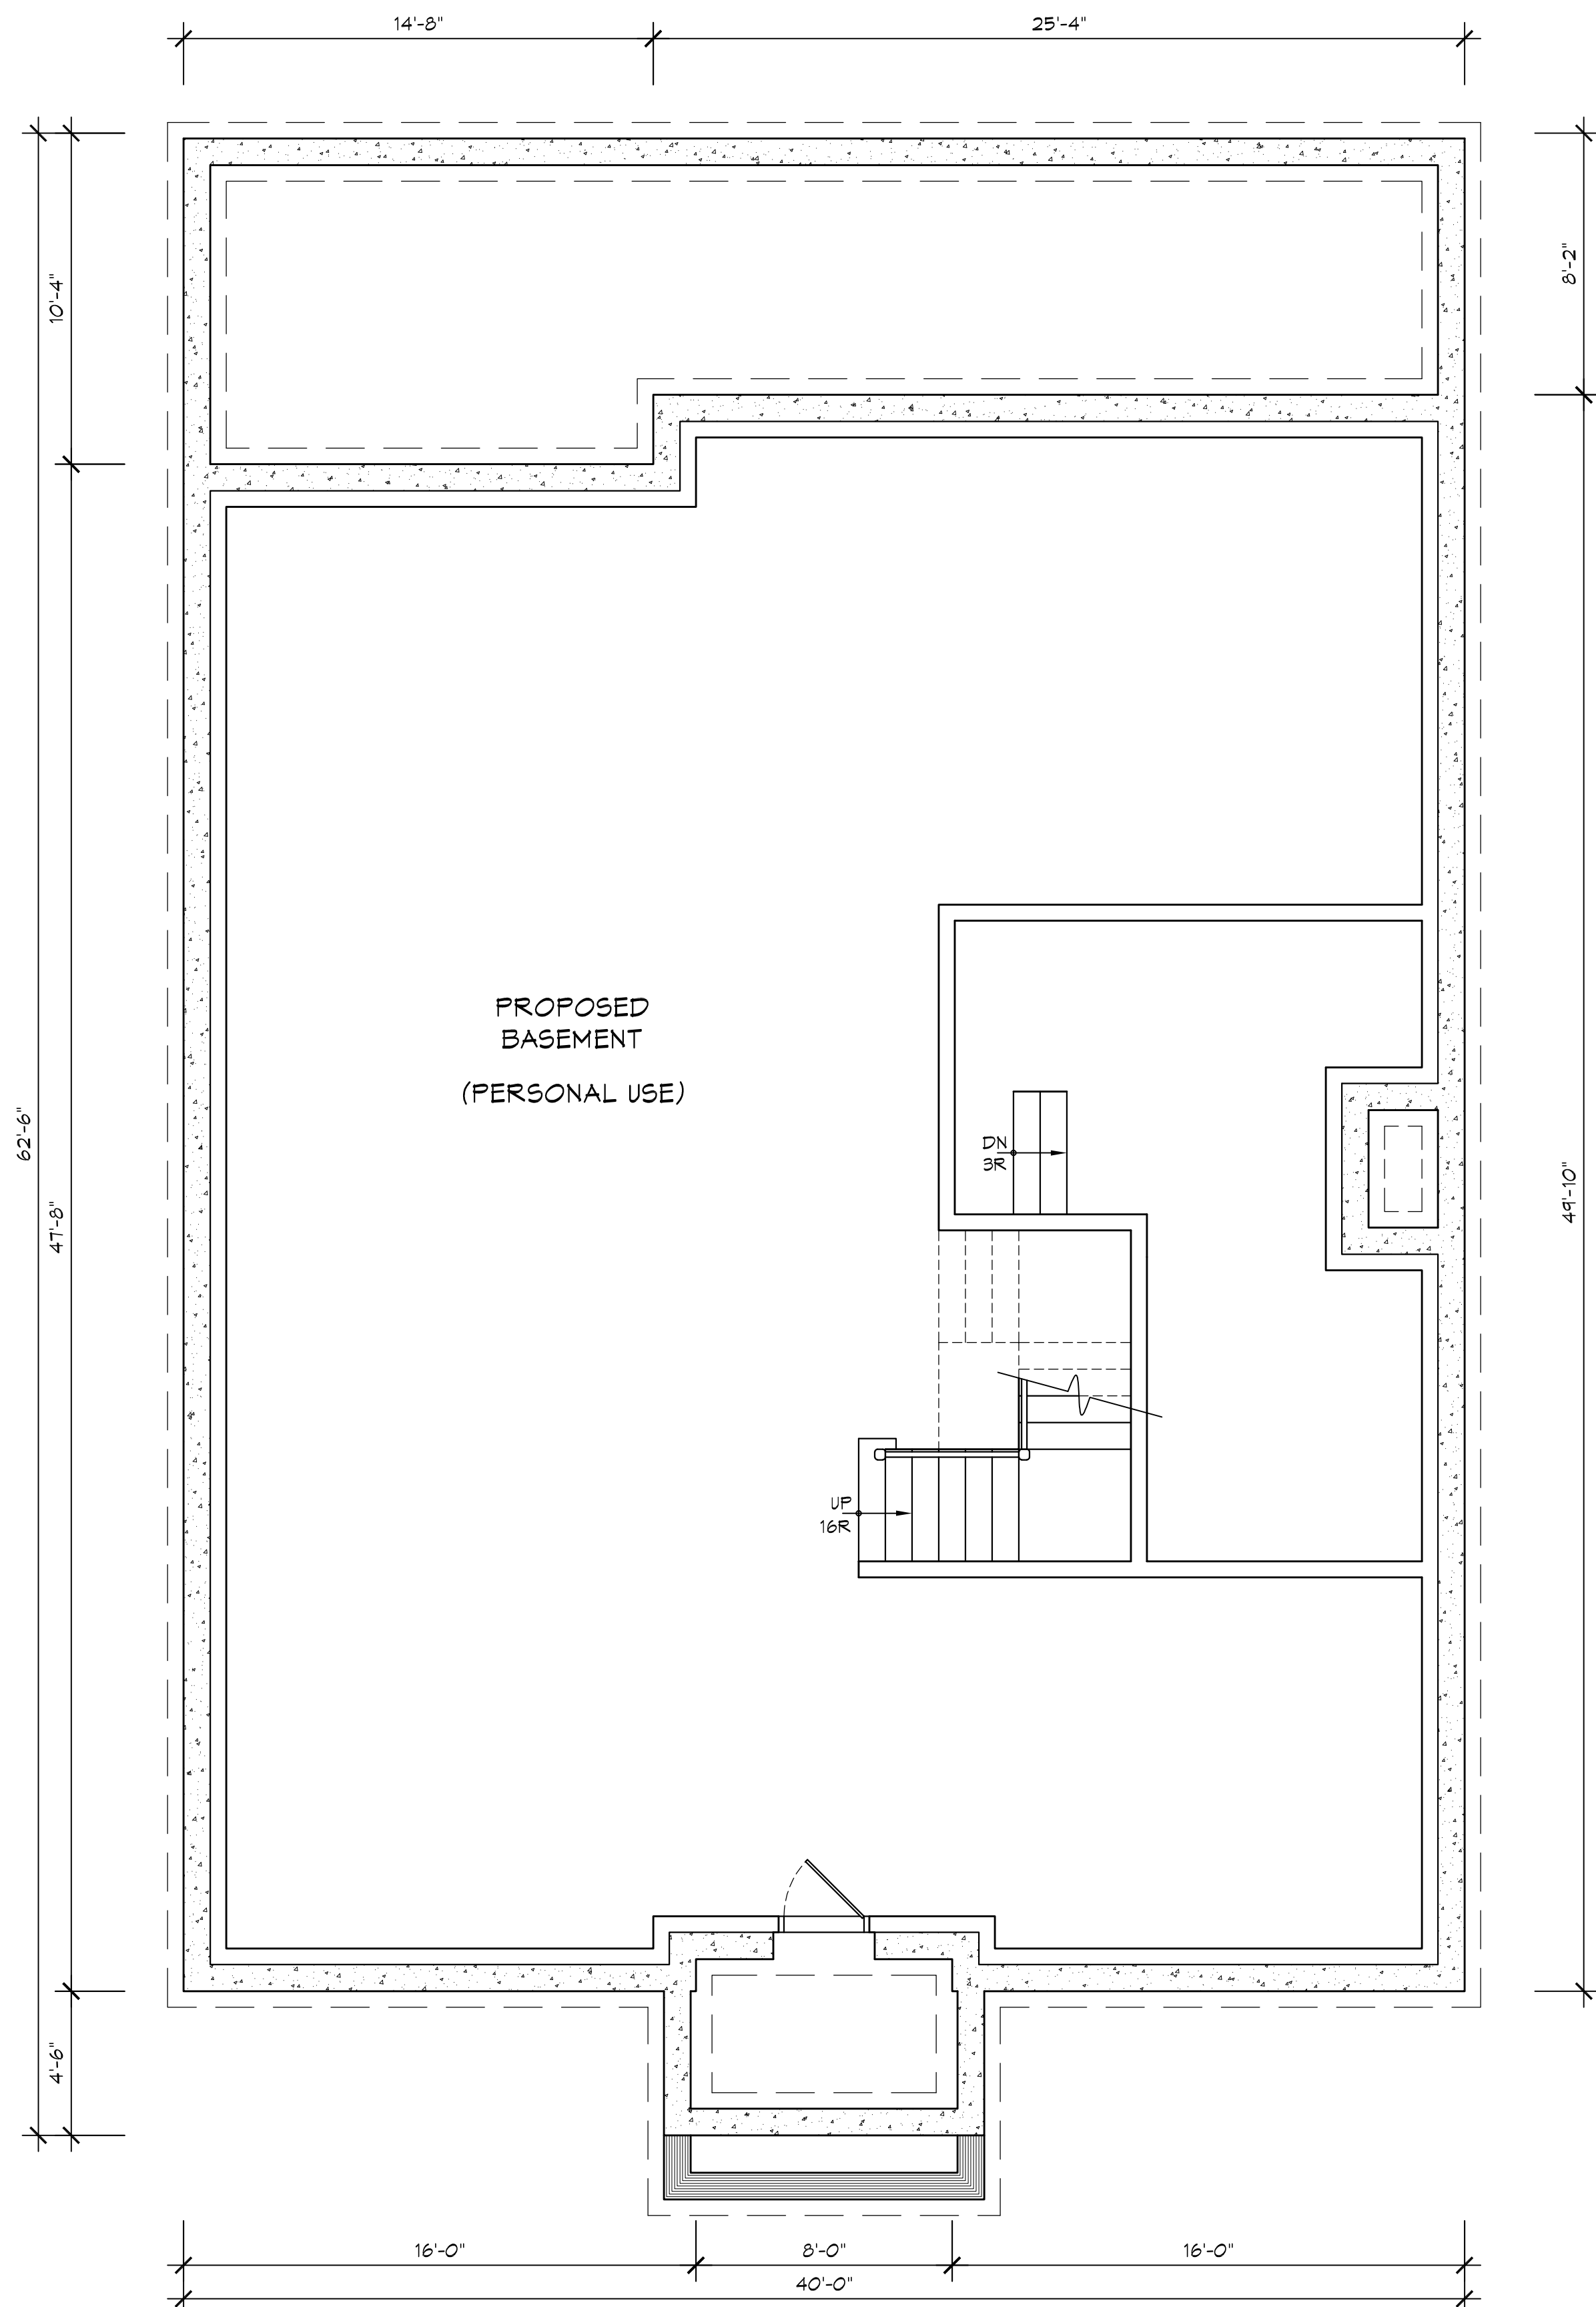 14'-8"
25'-4"
10'-4"
8'-2"
PROPOSED
BASEMENT
(PERSONAL USE)
DN
3R
62'-6"
47'-8"
49'-10"
UP
16R
4'-6"
16'-0"
8'-0"
16'-0"
40'-0"